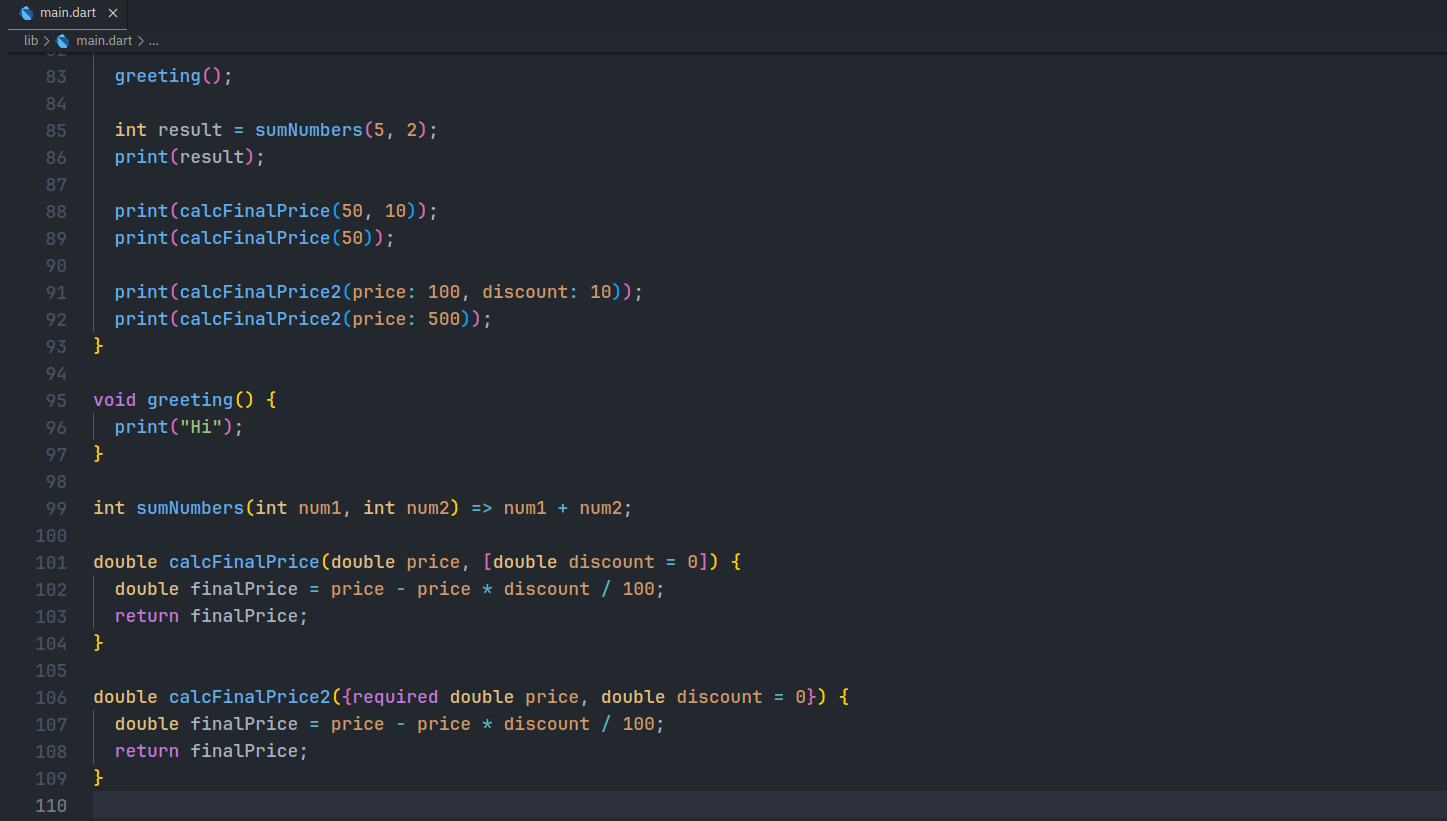 main.dart ×
lib > main.dart > ...
82
83 greeting();
84
85 int result = sumNumbers(5, 2);
86 print(result);
87
88 print(calcFinalPrice(50, 10));
89 print(calcFinalPrice(50));
90
91 print(calcFinalPrice2(price: 100, discount: 10));
92 print(calcFinalPrice2(price: 500));
93 }
94
95 void greeting() {
96 print("Hi");
97 }
98
99 int sumNumbers(int num1, int num2) => num1 + num2;
100
101 double calcFinalPrice(double price, [double discount = 0]) {
102 double finalPrice = price - price * discount / 100;
103 return finalPrice;
104 }
105
106 double calcFinalPrice2({required double price, double discount = 0}) {
107 double finalPrice = price - price * discount / 100;
108 return finalPrice;
109 }
110